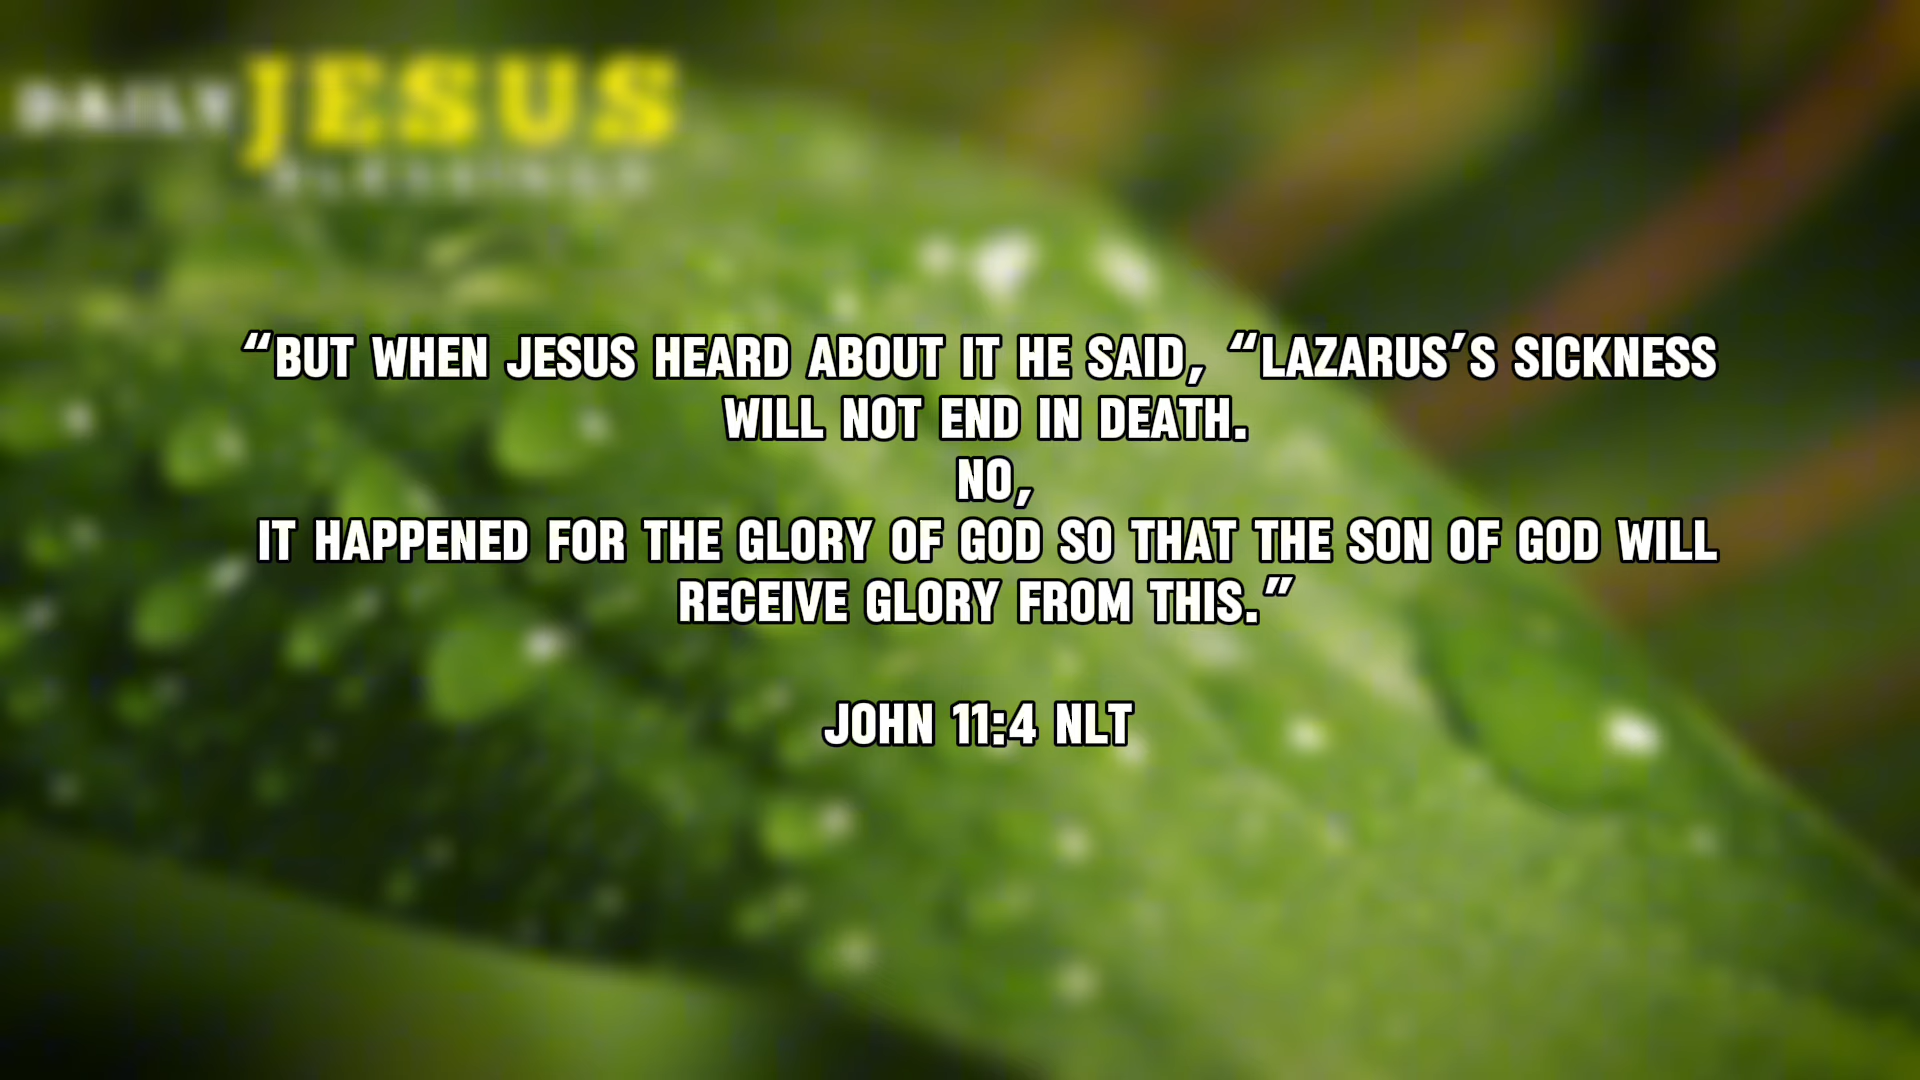 DAILY JESUS
BLESSINGS
“BUT WHEN JESUS HEARD ABOUT IT HE SAID, “LAZARUS’S SICKNESS
WILL NOT END IN DEATH.
NO,
IT HAPPENED FOR THE GLORY OF GOD SO THAT THE SON OF GOD WILL
RECEIVE GLORY FROM THIS.”
JOHN 11:4 NLT